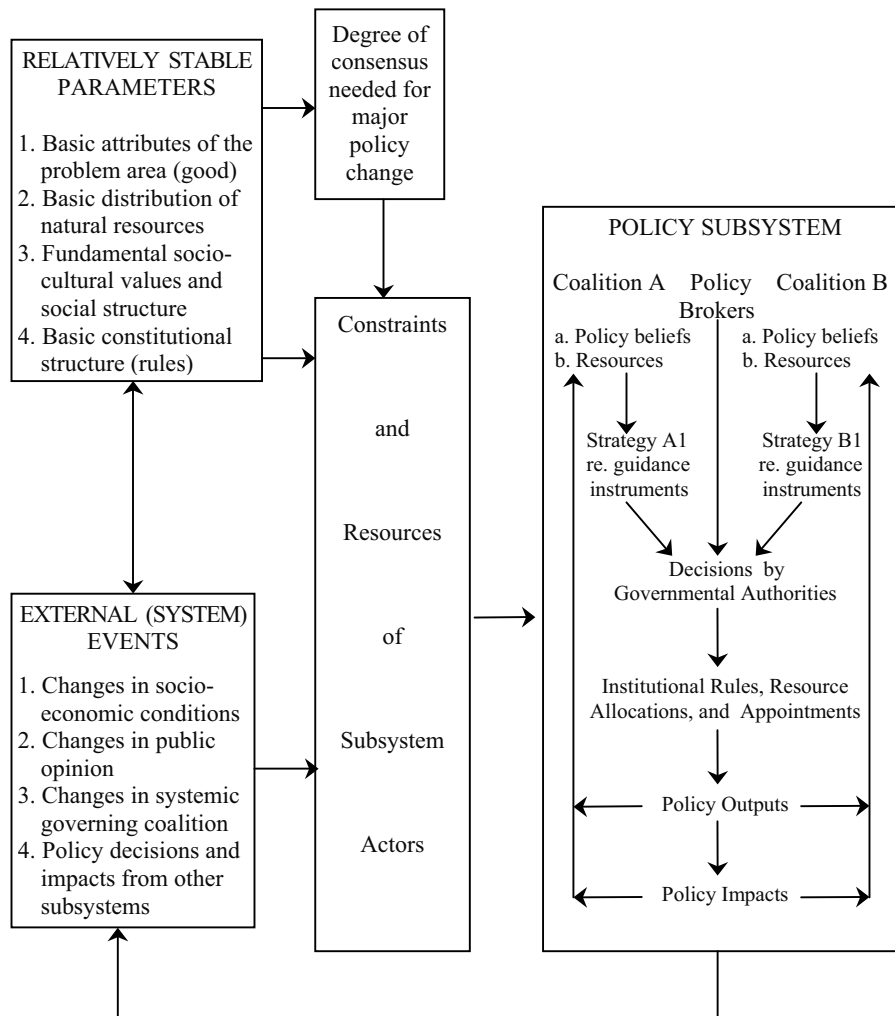 RELATIVELY STABLE
PARAMETERS
1. Basic attributes of the
problem area (good)
2. Basic distribution of
natural resources
3. Fundamental socio-
cultural values and
social structure
4. Basic constitutional
structure (rules)
Degree of
consensus
needed for
major
policy
change
EXTERNAL (SYSTEM)
EVENTS
1. Changes in socio-
economic conditions
2. Changes in public
opinion
3. Changes in systemic
governing coalition
4. Policy decisions and
impacts from other
subsystems
Constraints
and
Resources
of
Subsystem
Actors
POLICY SUBSYSTEM
Coalition A
Policy
Brokers
Coalition B
a. Policy beliefs
b. Resources
a. Policy beliefs
b. Resources
Strategy A1
re. guidance
instruments
Strategy B1
re. guidance
instruments
Decisions by
Governmental Authorities
Institutional Rules, Resource
Allocations, and Appointments
Policy Outputs
Policy Impacts